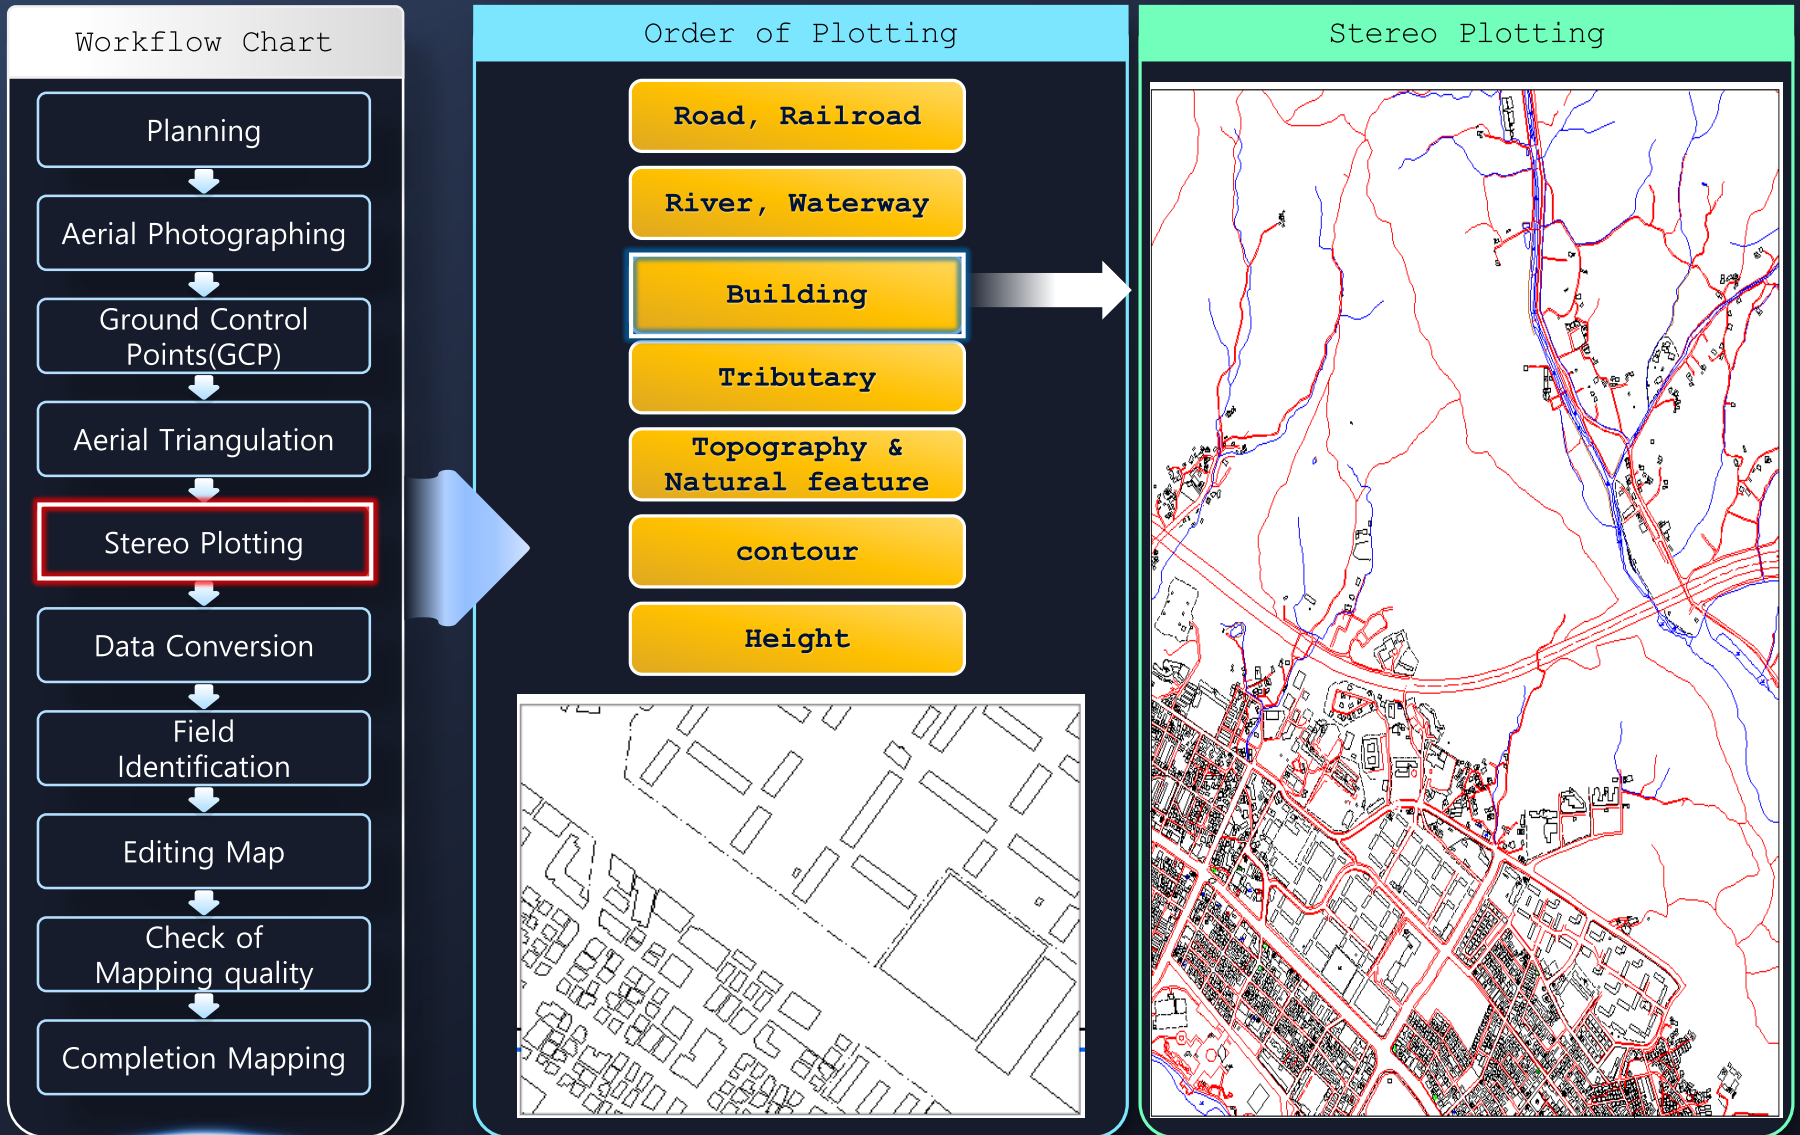 Workflow Chart
Planning
Aerial Photographing
Ground Control
Points(GCP)
Aerial Triangulation
Stereo Plotting
Data Conversion
Field
Identification
Editing Map
Check of
Mapping quality
Completion Mapping
Order of Plotting
Road, Railroad
River, Waterway
Building
Tributary
Topography &
Natural feature
contour
Height
Stereo Plotting